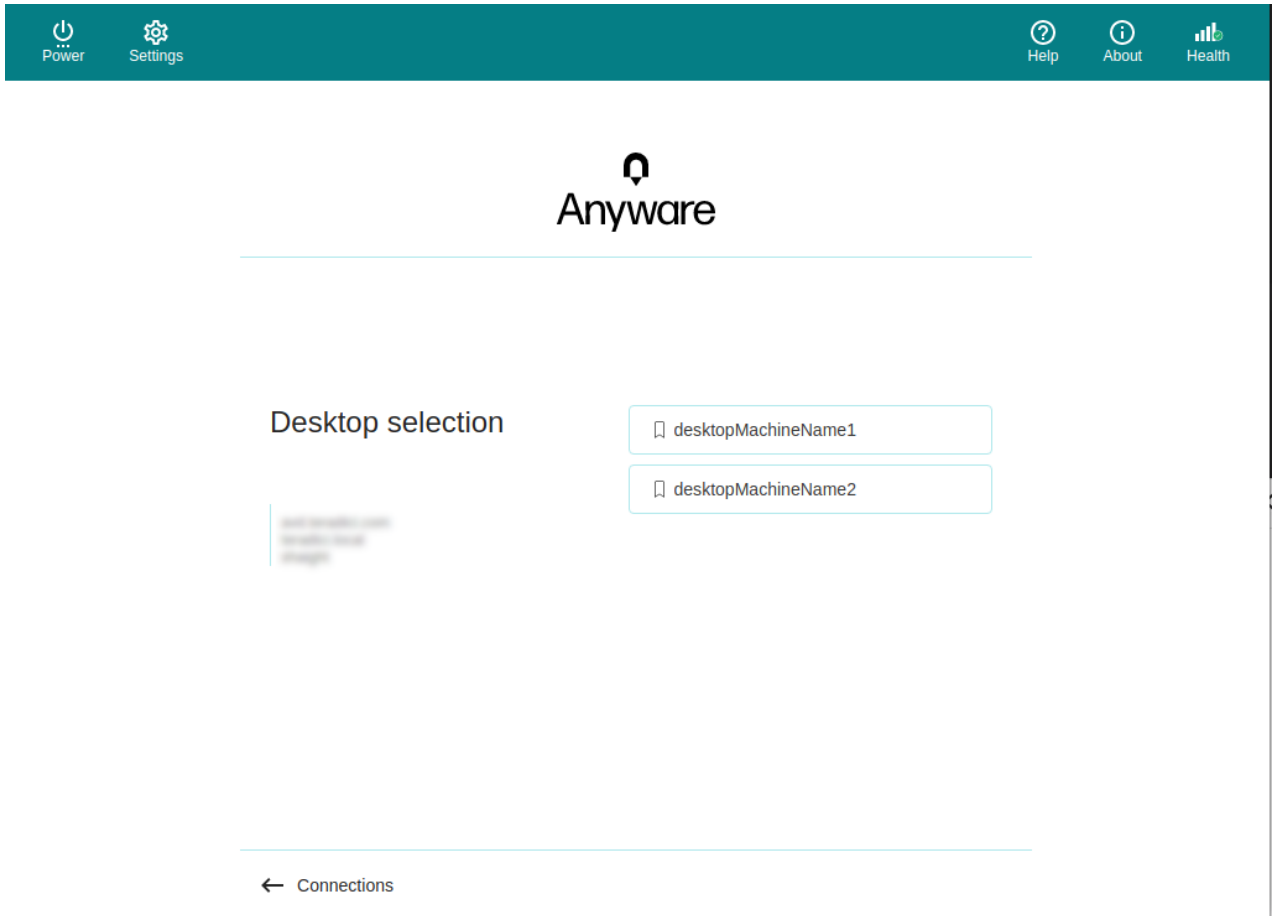 Power
Settings
Help
About
Health
Anyware
Desktop selection
desktopMachineName1
desktopMachineName2
Connections